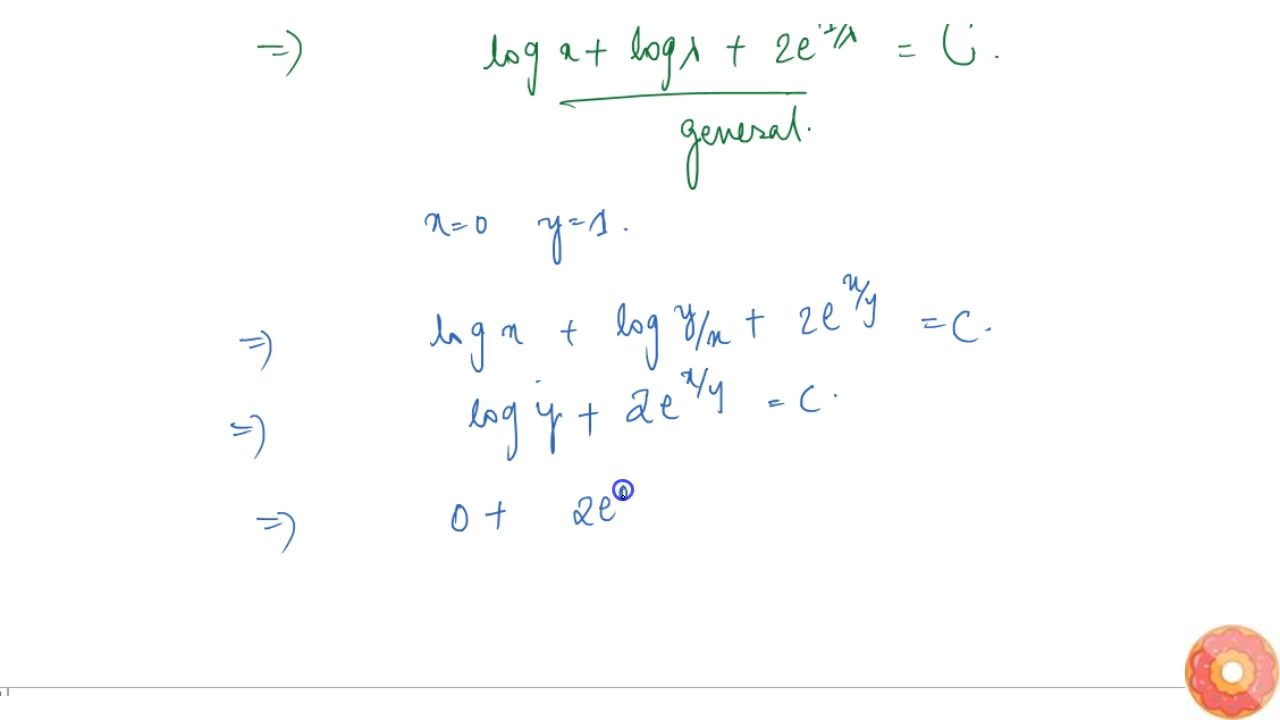 => log x + log λ + 2e^{1/λ} = C.
general.
x=0 y=1.
=> log x + log y/x + 2e^{x/y} = C.
=> log y + 2e^{x/y} = C.
=> 0 + 2e^0